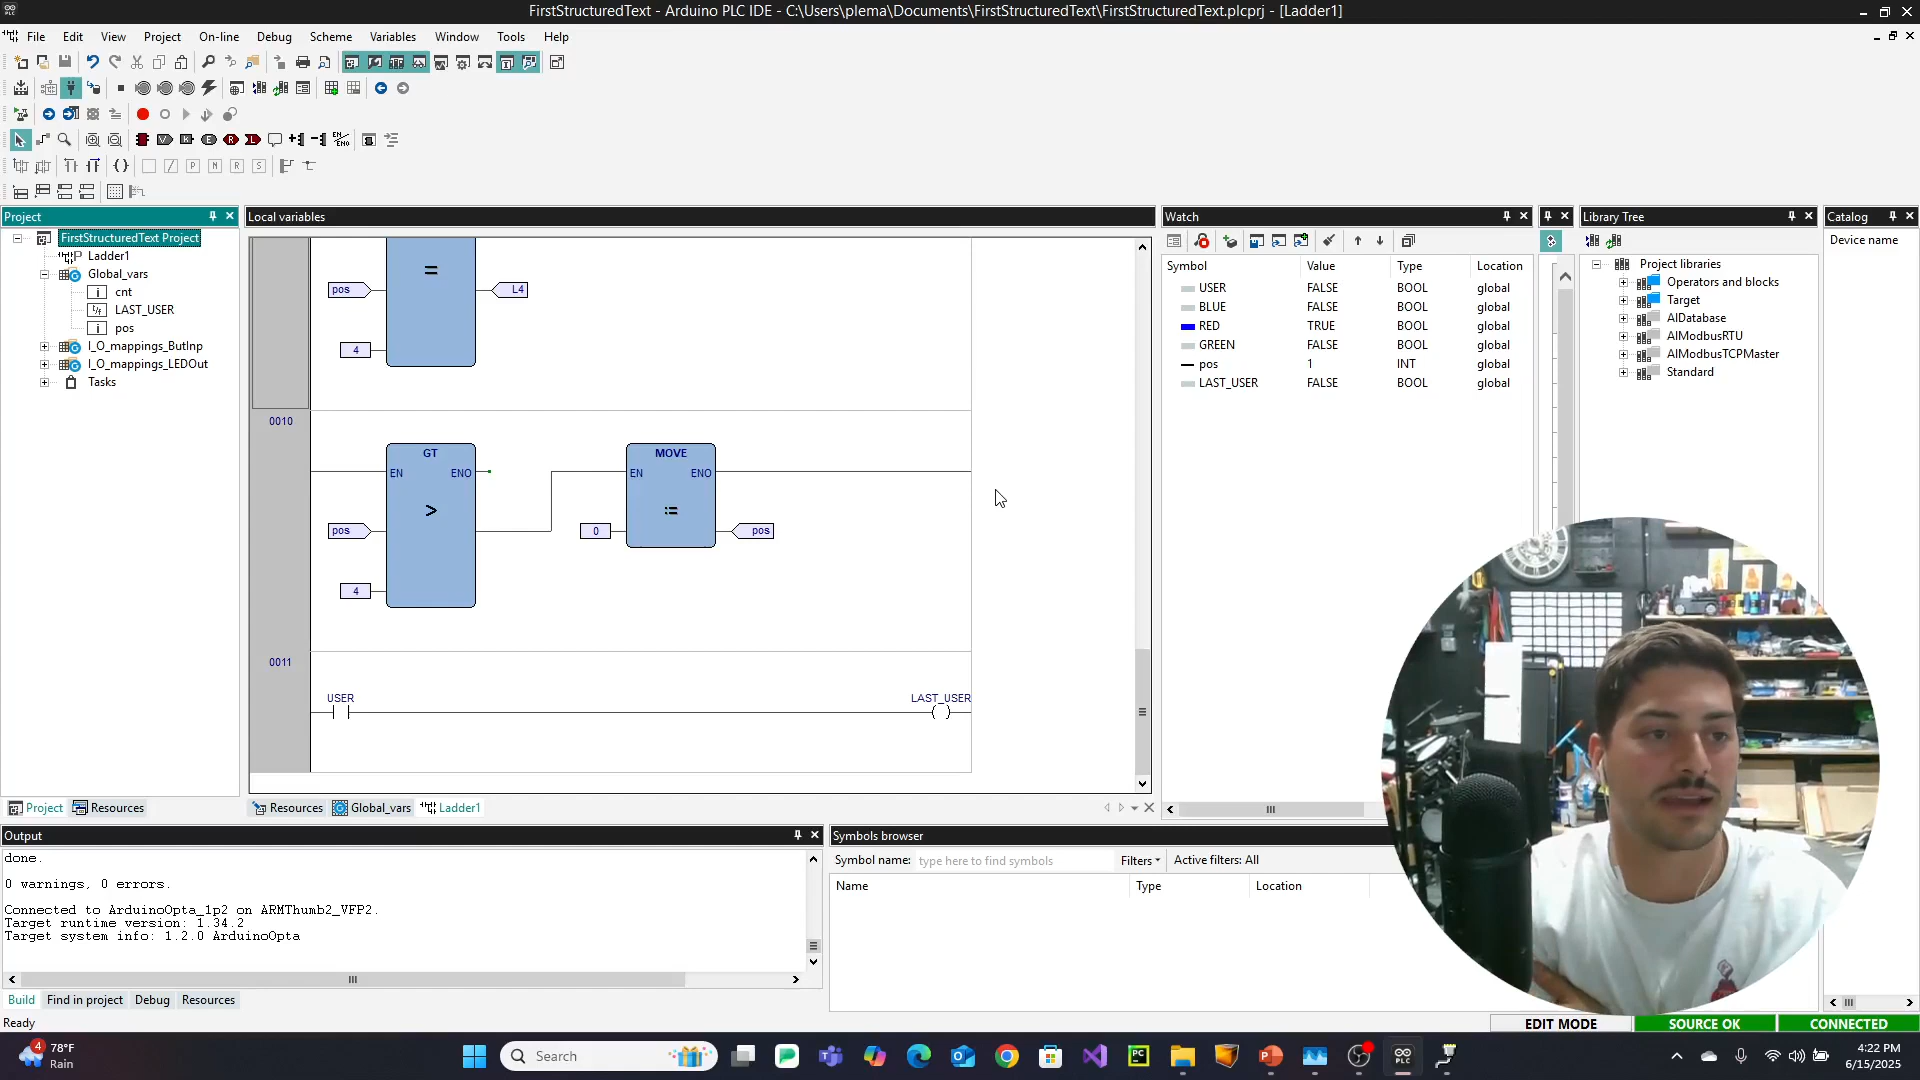 FirstStructuredText - Arduino PLC IDE - C:\Users\plema\Documents\FirstStructuredText\FirstStructuredText.plcprj - [Ladder1]
File Edit View Project On-line Debug Scheme Variables Window Tools Help
Project
FirstStructuredText Project
Ladder1
Global_vars
cnt
LAST_USER
pos
I_O_mappings_ButInp
I_O_mappings_LEDOut
Tasks
Project Resources
Local variables
=
pos
L4
4
0010
GT
EN ENO
>
pos
4
MOVE
EN ENO
:=
0
pos
0011
USER
LAST_USER
Resources Global_vars Ladder1
Watch
Symbol Value Type Location
USER FALSE BOOL global
BLUE FALSE BOOL global
RED TRUE BOOL global
GREEN FALSE BOOL global
pos 1 INT global
LAST_USER FALSE BOOL global
Library Tree
Project libraries
Operators and blocks
Target
AlDatabase
AlModbusRTU
AlModbusTCPMaster
Standard
Catalog
Device name
Output
done.
0 warnings, 0 errors.
Connected to ArduinoOpta_1p2 on ARMThumb2_VFP2.
Target runtime version: 1.34.2
Target system info: 1.2.0 ArduinoOpta
Build Find in project Debug Resources
Symbols browser
Symbol name: type here to find symbols Filters Active filters: All
Name Type Location
Ready
EDIT MODE SOURCE OK CONNECTED
4
78°F
Rain
Search
4:22 PM
6/15/2025